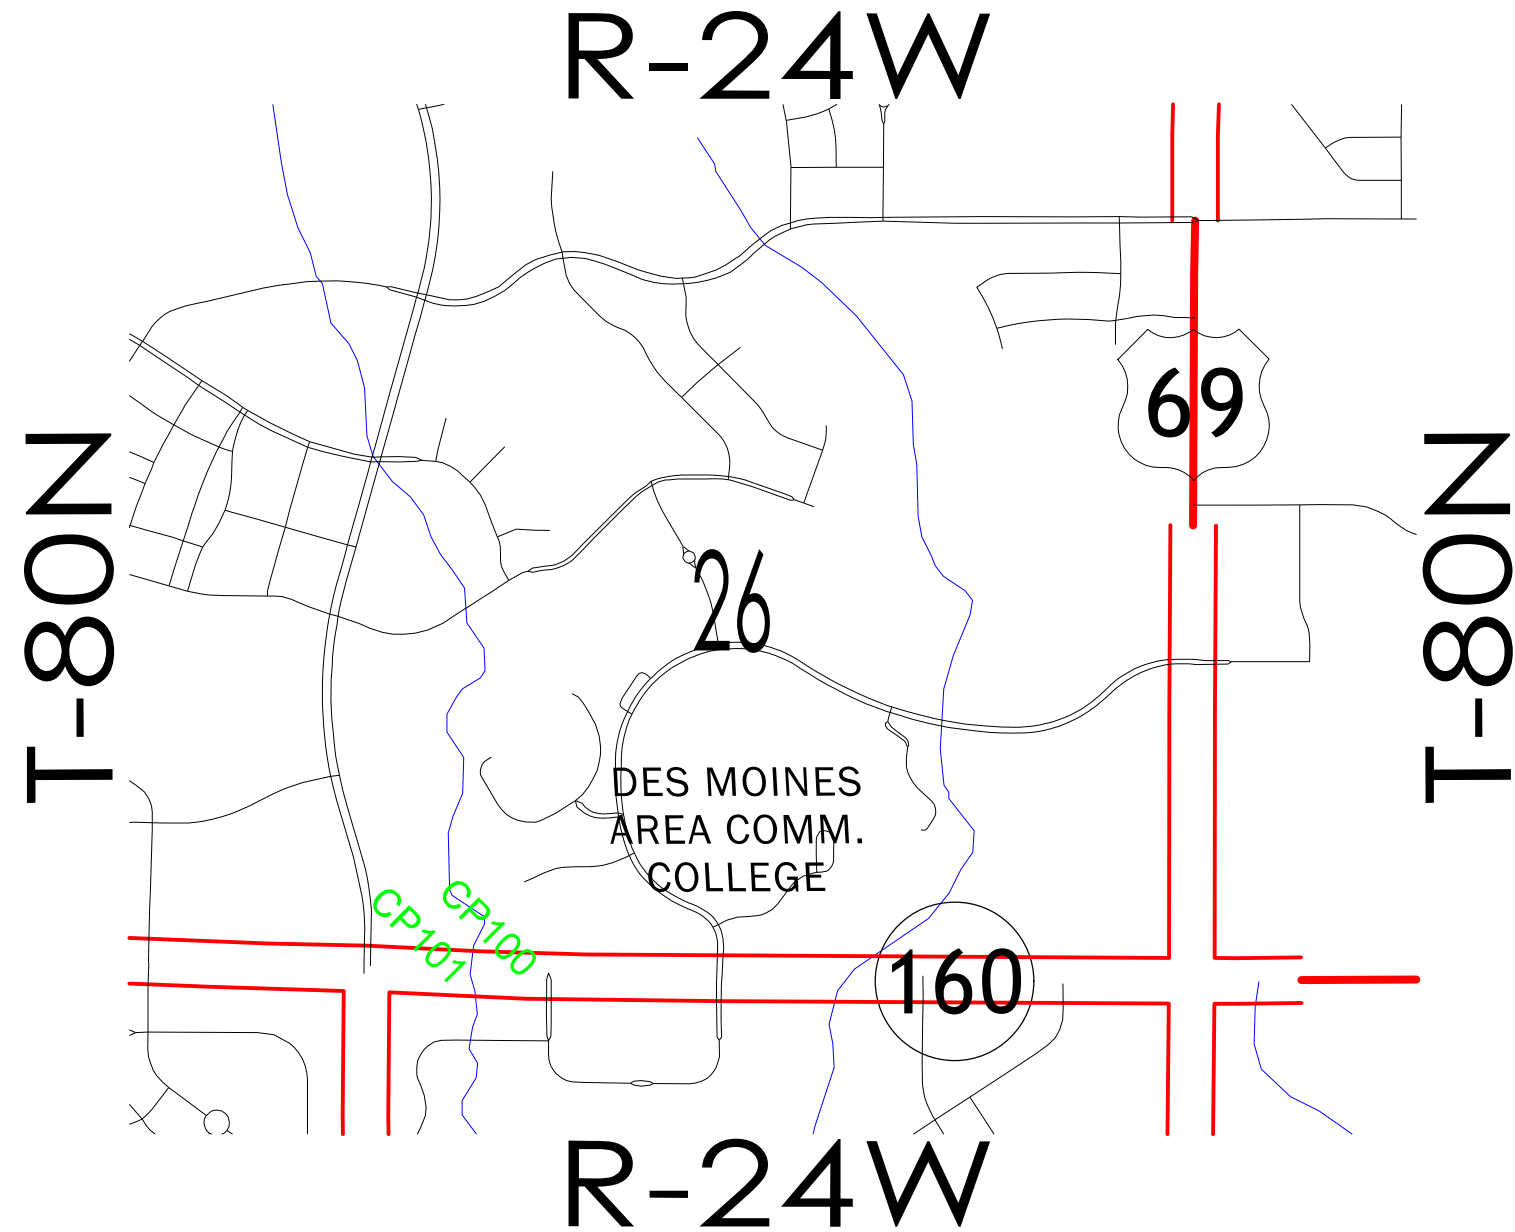 R-24W
69
T-80N
T-80N
26
DES MOINES
AREA COMM.
COLLEGE
CP100
CP101
160
R-24W